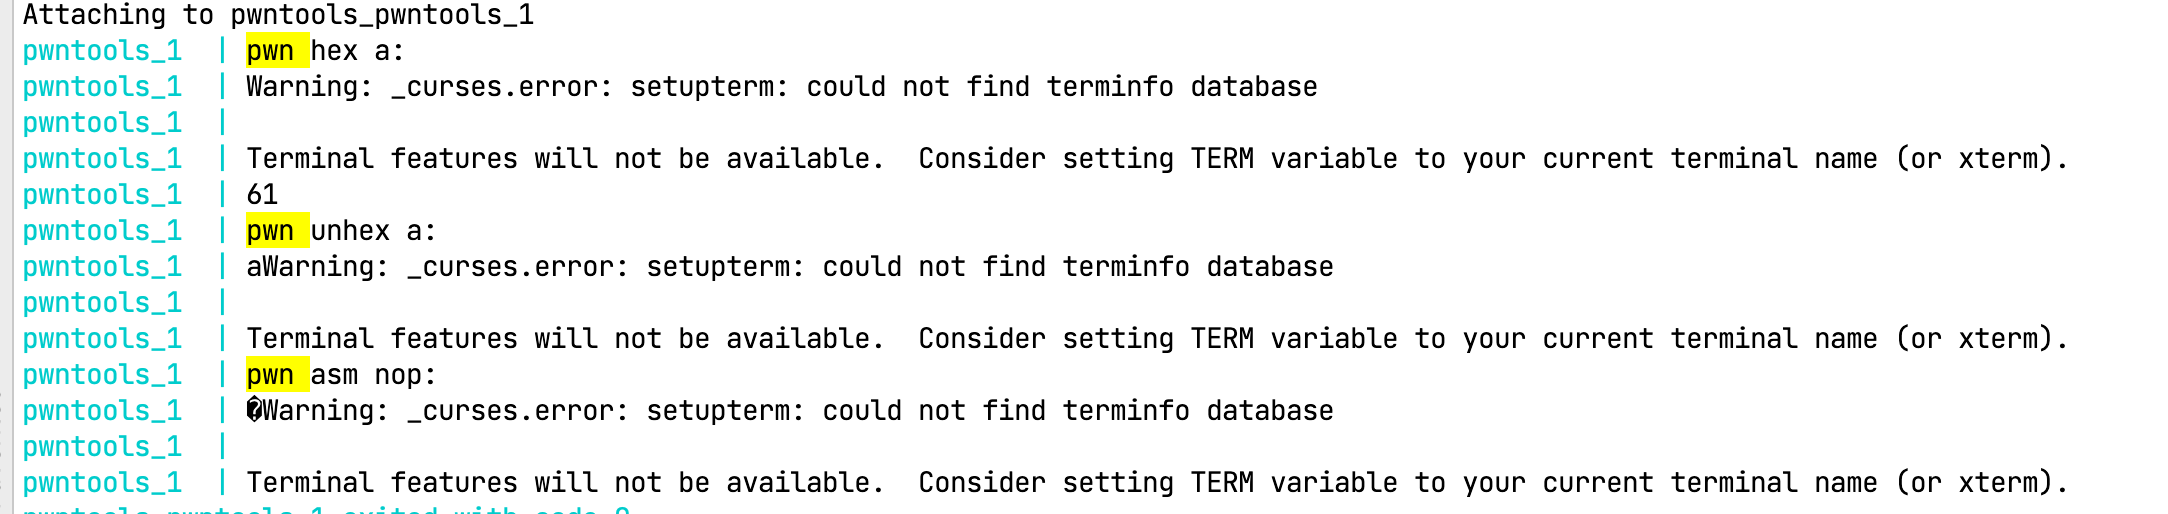 Attaching to pwntools_pwntools_1
pwntools_1  | pwn hex a:
pwntools_1  | Warning: _curses.error: setupterm: could not find terminfo database
pwntools_1  |
pwntools_1  | Terminal features will not be available.  Consider setting TERM variable to your current terminal name (or xterm).
pwntools_1  | 61
pwntools_1  | pwn unhex a:
pwntools_1  | aWarning: _curses.error: setupterm: could not find terminfo database
pwntools_1  |
pwntools_1  | Terminal features will not be available.  Consider setting TERM variable to your current terminal name (or xterm).
pwntools_1  | pwn asm nop:
pwntools_1  | �Warning: _curses.error: setupterm: could not find terminfo database
pwntools_1  |
pwntools_1  | Terminal features will not be available.  Consider setting TERM variable to your current terminal name (or xterm).
pwntools_pwntools_1 exited with code 0